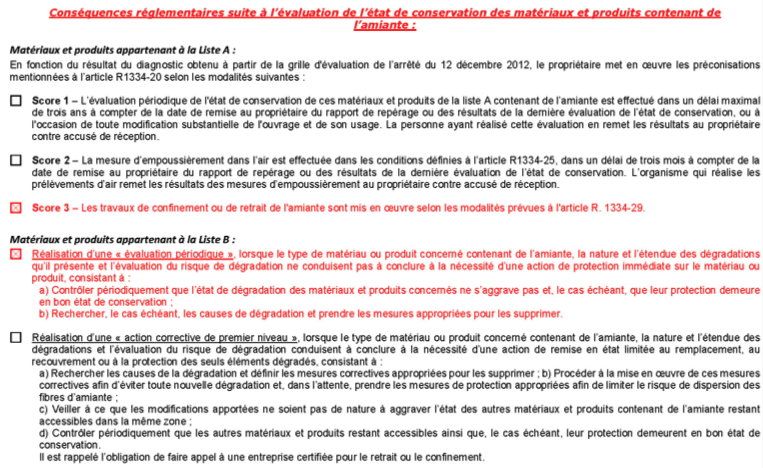 Conséquences réglementaires suite à l’évaluation de l’état de conservation des matériaux et produits contenant de
l’amiante :
Matériaux et produits appartenant à la Liste A :
En fonction du résultat du diagnostic obtenu à partir de la grille d'évaluation de l'arrêté du 12 décembre 2012, le propriétaire met en œuvre les préconisations
mentionnées à l’article R1334-20 selon les modalités suivantes :
Score 1 – L’évaluation périodique de l'état de conservation de ces matériaux et produits de la liste A contenant de l’amiante est effectué dans un délai maximal
de trois ans à compter de la date de remise au propriétaire du rapport de repérage ou des résultats de la dernière évaluation de l’état de conservation, ou à
l'occasion de toute modification substantielle de l'ouvrage et de son usage. La personne ayant réalisé cette évaluation en remet les résultats au propriétaire
contre accusé de réception.
Score 2 – La mesure d’empoussièrement dans l’air est effectuée dans les conditions définies à l’article R1334-25, dans un délai de trois mois à compter de la
date de remise au propriétaire du rapport de repérage ou des résultats de la dernière évaluation de l’état de conservation. L’organisme qui réalise les
prélèvements d’air remet les résultats des mesures d’empoussièrement au propriétaire contre accusé de réception.
Score 3 – Les travaux de confinement ou de retrait de l'amiante sont mis en œuvre selon les modalités prévues à l'article R. 1334-29.
Matériaux et produits appartenant à la Liste B :
Réalisation d’une « évaluation périodique », lorsque le type de matériau ou produit concerné contenant de l’amiante, la nature et l’étendue des dégradations
qu’il présente et l’évaluation du risque de dégradation ne conduisent pas à conclure à la nécessité d’une action de protection immédiate sur le matériau ou
produit, consistant à :
a) Contrôler périodiquement que l’état de dégradation des matériaux et produits concernés ne s’aggrave pas et, le cas échéant, que leur protection demeure
en bon état de conservation ;
b) Rechercher, le cas échéant, les causes de dégradation et prendre les mesures appropriées pour les supprimer.
Réalisation d’une « action corrective de premier niveau », lorsque le type de matériau ou produit concerné contenant de l’amiante, la nature et l’étendue des
dégradations et l’évaluation du risque de dégradation conduisent à conclure à la nécessité d’une action de remise en état limitée au remplacement, au
recouvrement ou à la protection des seuls éléments dégradés, consistant à :
a) Rechercher les causes de la dégradation et définir les mesures correctives appropriées pour les supprimer ; b) Procéder à la mise en œuvre de ces mesures
correctives afin d’éviter toute nouvelle dégradation et, dans l’attente, prendre les mesures de protection appropriées afin de limiter le risque de dispersion des
fibres d’amiante ;
c) Veiller à ce que les modifications apportées ne soient pas de nature à aggraver l’état des autres matériaux et produits contenant de l’amiante restant
accessibles dans la même zone ;
d) Contrôler périodiquement que les autres matériaux et produits restant accessibles ainsi que, le cas échéant, leur protection demeurent en bon état de
conservation.
Il est rappelé l’obligation de faire appel à une entreprise certifiée pour le retrait ou le confinement.